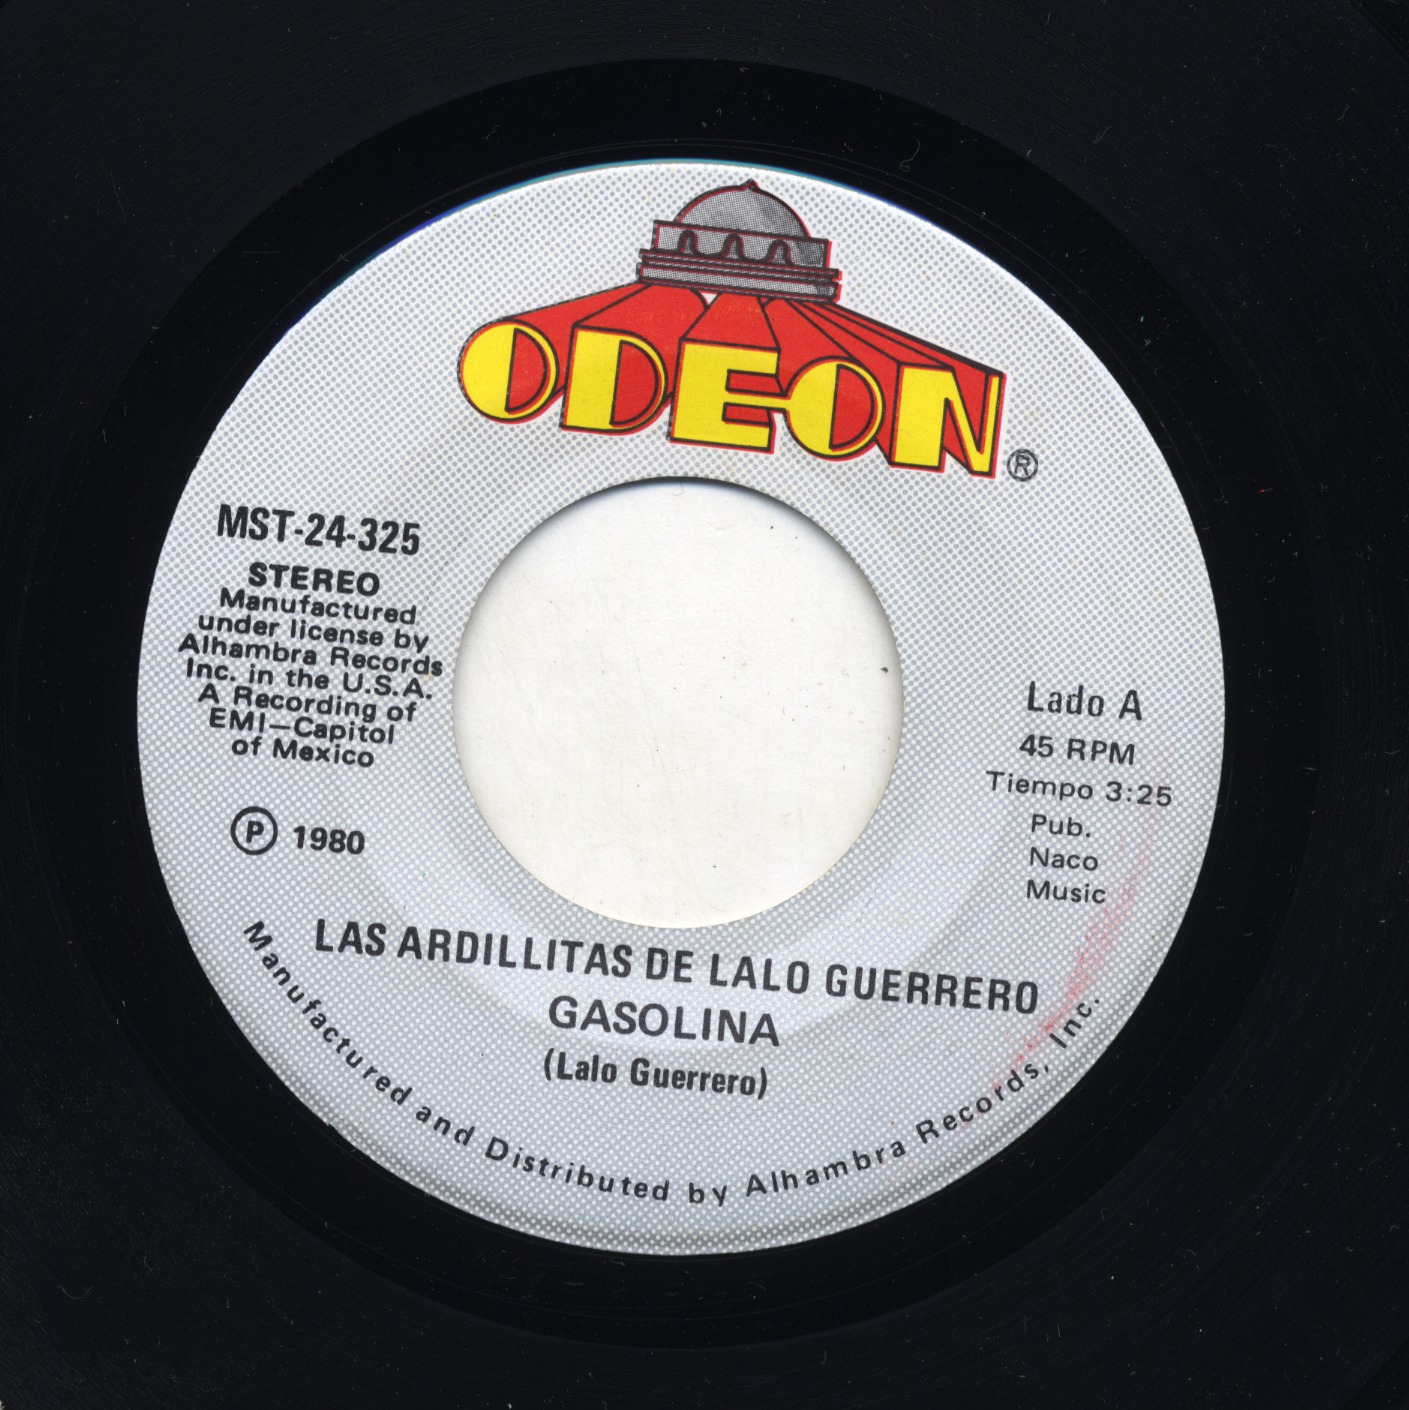 ODEON ®
MST-24-325
STEREO
Manufactured
under license by
Alhambra Records
Inc. in the U.S.A.
A Recording of
EMI—Capitol
of Mexico
Ⓟ 1980
Lado A
45 RPM
Tiempo 3:25
Pub.
Naco
Music
LAS ARDILLITAS DE LALO GUERRERO
GASOLINA
(Lalo Guerrero)
Manufactured and Distributed by Alhambra Records, Inc.